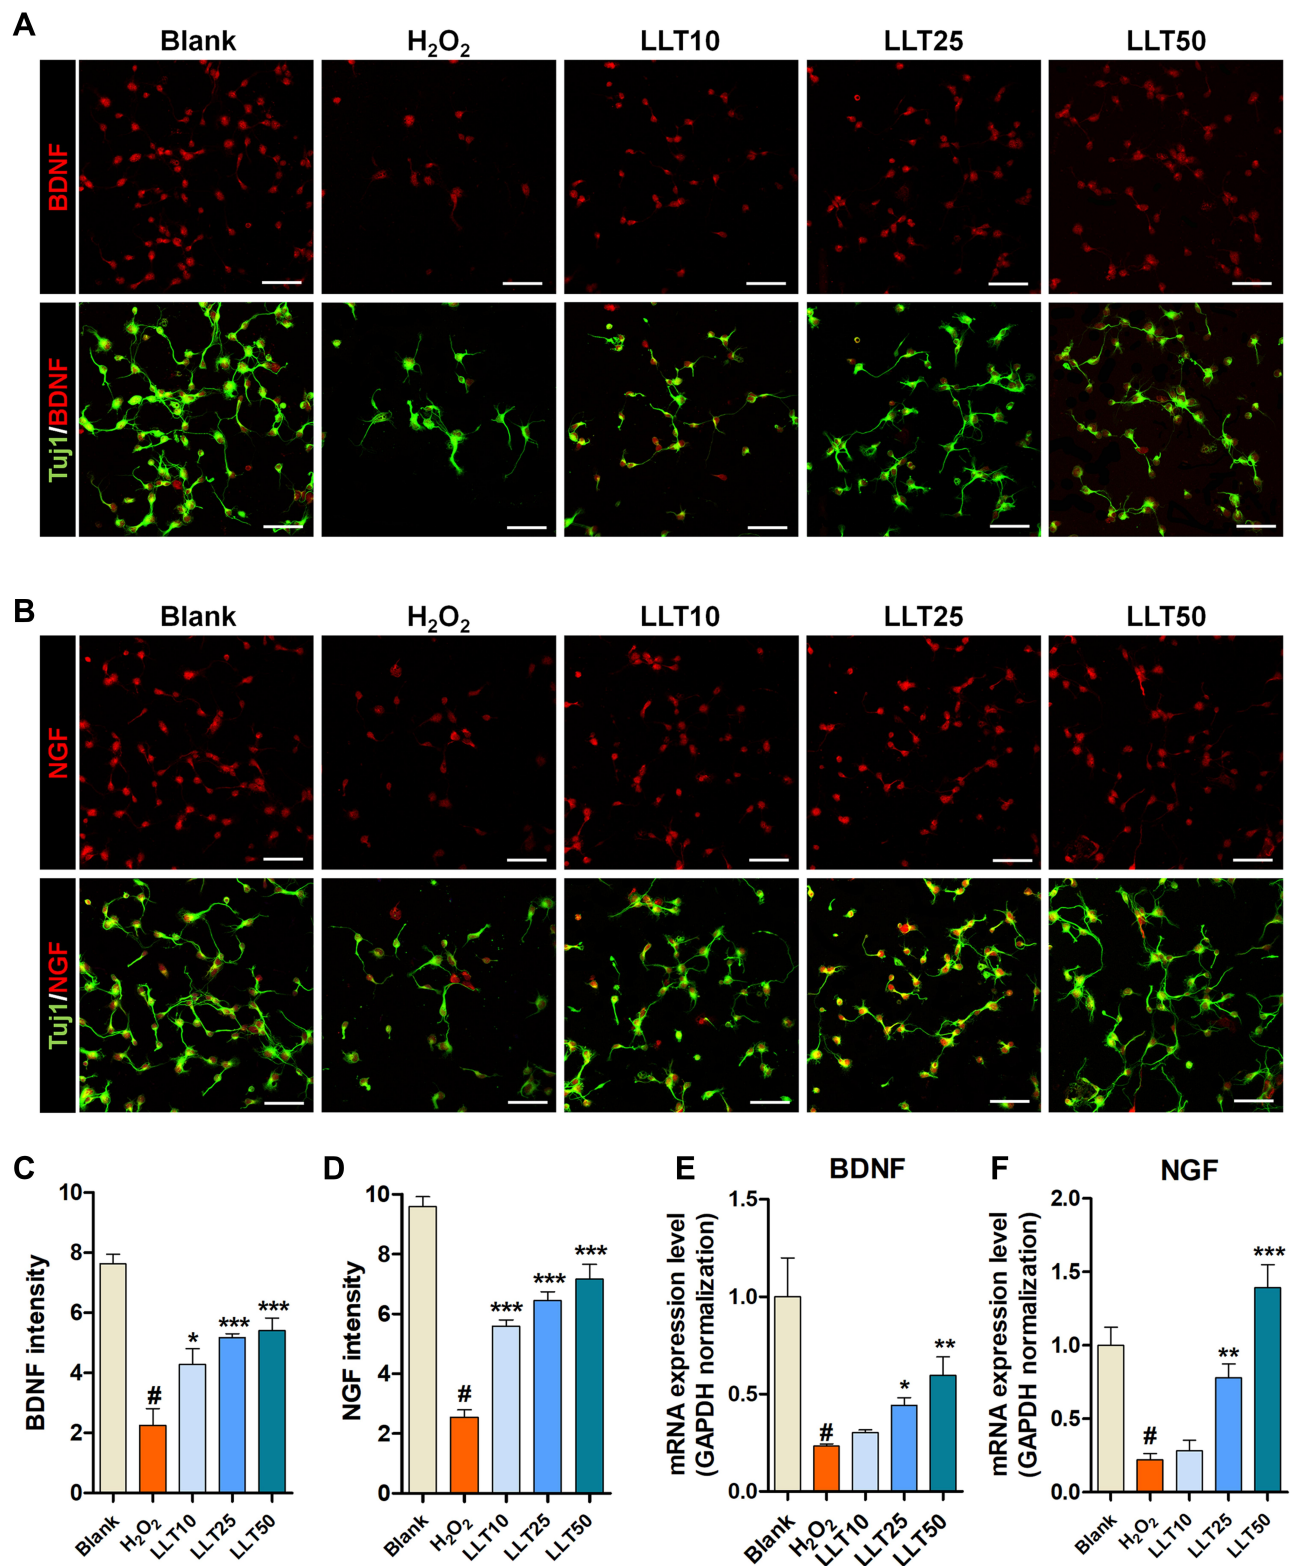 A
Blank
H₂O₂
LLT10
LLT25
LLT50
BDNF
Tuj1/BDNF
B
Blank
H₂O₂
LLT10
LLT25
LLT50
NGF
Tuj1/NGF
C
BDNF intensity
10
8
6
4
2
0
#
*
***
***
Blank
H₂O₂
LLT10
LLT25
LLT50
D
NGF intensity
10
8
6
4
2
0
#
***
***
***
Blank
H₂O₂
LLT10
LLT25
LLT50
E
BDNF
mRNA expression level
(GAPDH normalization)
1.5
1.0
0.5
0.0
#
*
**
Blank
H₂O₂
LLT10
LLT25
LLT50
F
NGF
mRNA expression level
(GAPDH normalization)
2.0
1.5
1.0
0.5
0.0
#
**
***
Blank
H₂O₂
LLT10
LLT25
LLT50